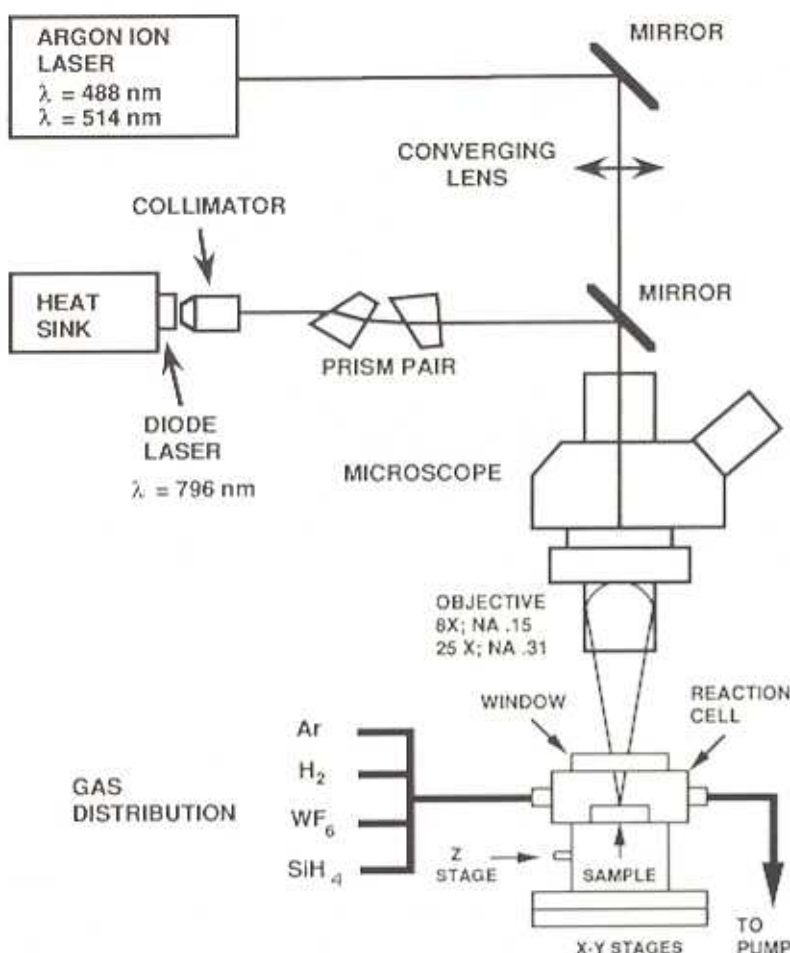 ARGON ION
LASER
λ = 488 nm
λ = 514 nm
MIRROR
CONVERGING
LENS
COLLIMATOR
HEAT
SINK
MIRROR
PRISM PAIR
DIODE
LASER
λ = 796 nm
MICROSCOPE
OBJECTIVE
8X; NA .15
25 X; NA .31
WINDOW
REACTION
CELL
Ar
H₂
WF₆
SiH₄
GAS
DISTRIBUTION
Z
STAGE
SAMPLE
TO
PUMP
X-Y STAGES